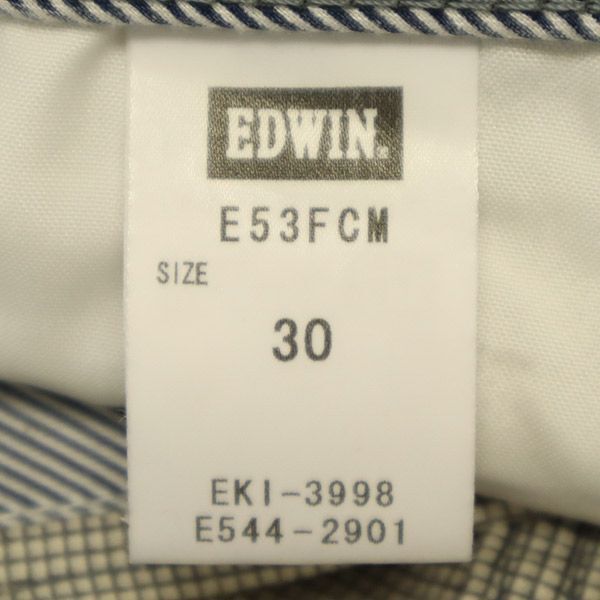 EDWIN.
E53FCM
SIZE
30
EKI-3998
E544-2901